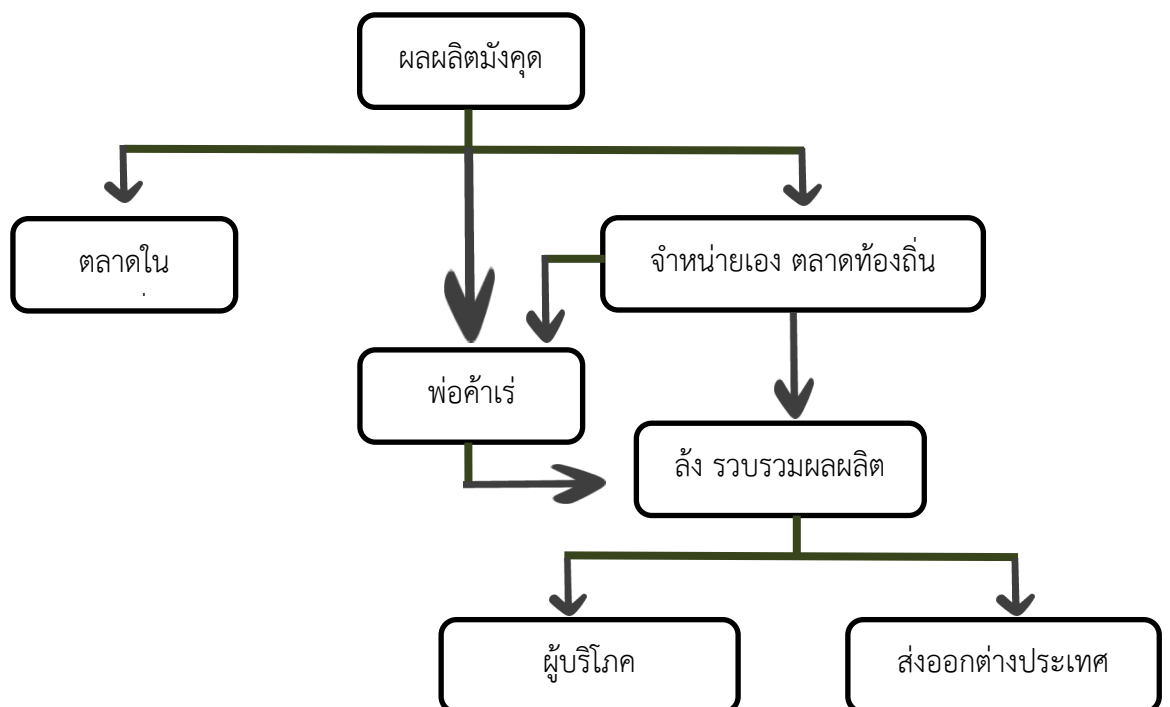 ผลผลิตมังคุด
ตลาดใน
จำหน่ายเอง ตลาดท้องถิ่น
พ่อค้าเร่
ล้ง รวบรวมผลผลิต
ผู้บริโภค
ส่งออกต่างประเทศ